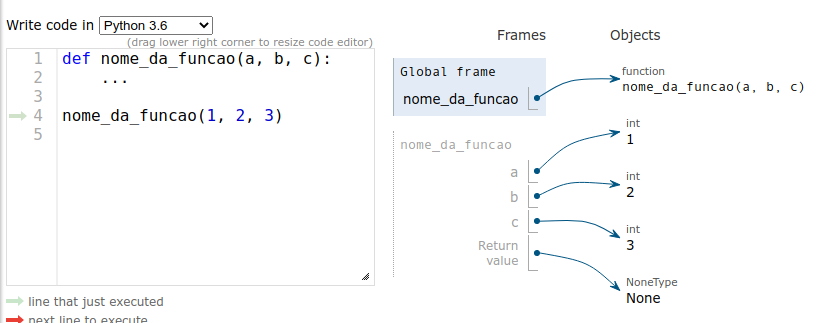 Write code in Python 3.6
(drag lower right corner to resize code editor)
1 def nome_da_funcao(a, b, c):
2     ...
3
4 nome_da_funcao(1, 2, 3)
5
line that just executed
next line to execute
Frames
Objects
Global frame
nome_da_funcao
function
nome_da_funcao(a, b, c)
nome_da_funcao
a
int
1
b
int
2
c
int
3
Return
value
NoneType
None